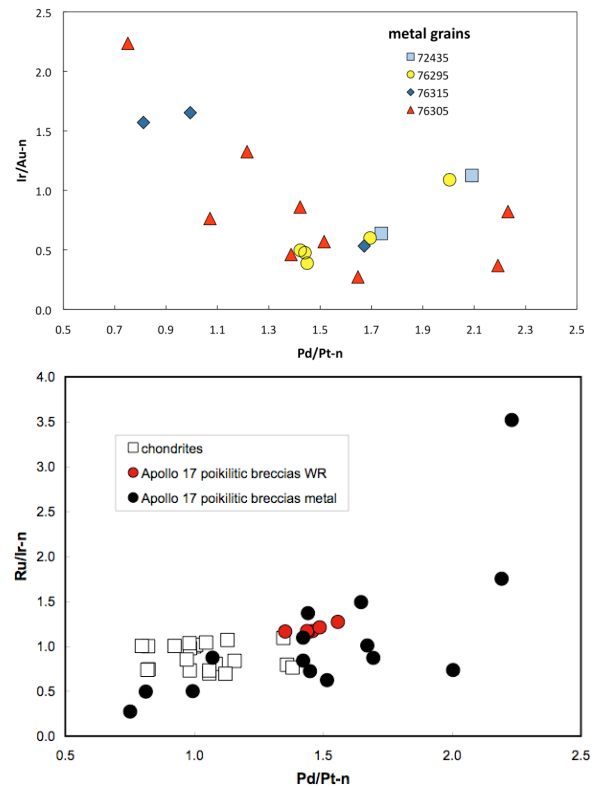 metal grains
72435
76295
76315
76305
Ir/Au-n
2.5
2.0
1.5
1.0
0.5
0.0
0.5 0.7 0.9 1.1 1.3 1.5 1.7 1.9 2.1 2.3 2.5
Pd/Pt-n
4.0
3.5
3.0
2.5
2.0
1.5
1.0
0.5
0.0
Ru/Ir-n
chondrites
Apollo 17 poikilitic breccias WR
Apollo 17 poikilitic breccias metal
0.5 1.0 1.5 2.0 2.5
Pd/Pt-n